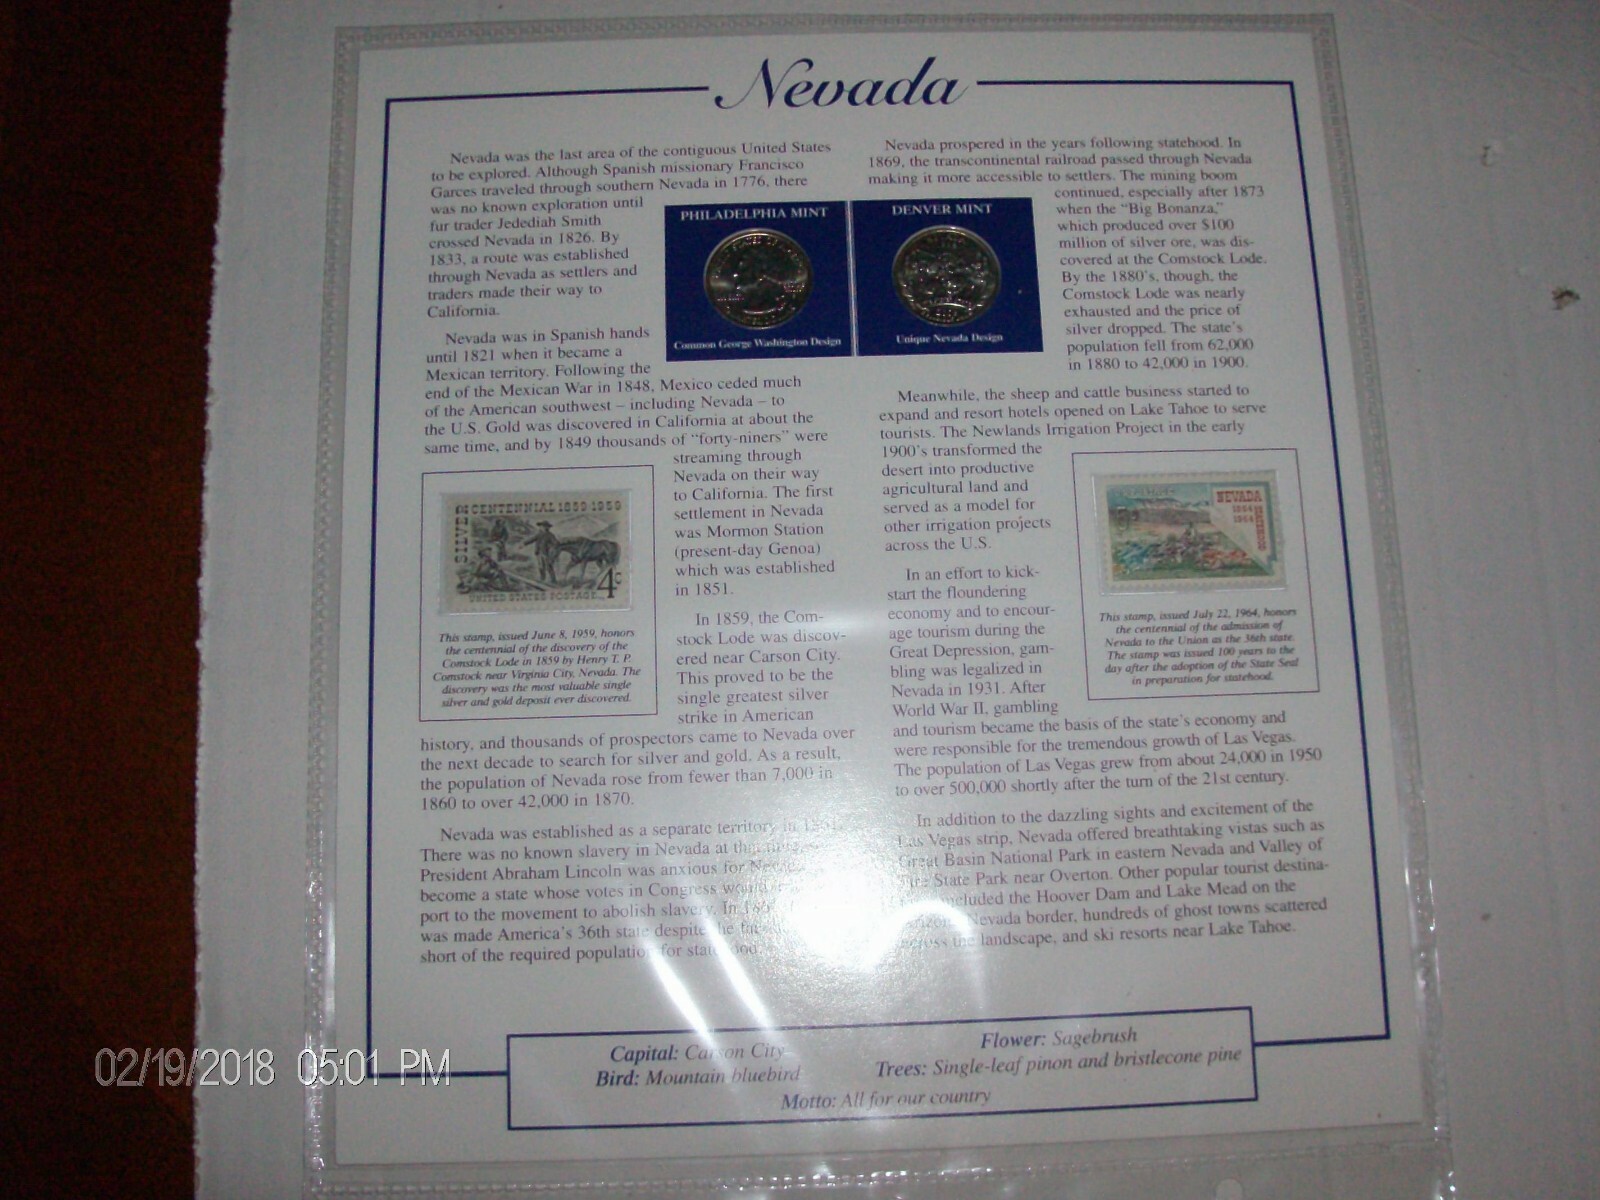 Nevada
Nevada was the last area of the contiguous United States
to be explored. Although Spanish missionary Francisco
Garces traveled through southern Nevada in 1776, there
was no known exploration until
fur trader Jedediah Smith
crossed Nevada in 1826. By
1833, a route was established
through Nevada as settlers and
traders made their way to
California.
Nevada was in Spanish hands
until 1821 when it became a
Mexican territory. Following the
end of the Mexican War in 1848, Mexico ceded much
of the American southwest – including Nevada – to
the U.S. Gold was discovered in California at about the
same time, and by 1849 thousands of "forty-niners" were
streaming through
Nevada on their way
to California. The first
settlement in Nevada
was Mormon Station
(present-day Genoa)
which was established
in 1851.
In 1859, the Com-
stock Lode was discov-
ered near Carson City.
This proved to be the
single greatest silver
strike in American
history, and thousands of prospectors came to Nevada over
the next decade to search for silver and gold. As a result,
the population of Nevada rose from fewer than 7,000 in
1860 to over 42,000 in 1870.
Nevada was established as a separate territory in 1861.
There was no known slavery in Nevada at that
President Abraham Lincoln was anxious for Nevada
become a state whose votes in Congress would
port to the movement to abolish slavery. In
was made America's 36th state despite
short of the required population for statehood.
SILVER CENTENNIAL 1859 1959
UNITED STATES POSTAGE 4c
This stamp, issued June 8, 1959, honors
the centennial of the discovery of the
Comstock Lode in 1859 by Henry T. P.
Comstock near Virginia City, Nevada. The
discovery was the most valuable single
silver and gold deposit ever discovered.
PHILADELPHIA MINT
Common George Washington Design
DENVER MINT
Unique Nevada Design
Nevada prospered in the years following statehood. In
1869, the transcontinental railroad passed through Nevada
making it more accessible to settlers. The mining boom
continued, especially after 1873
when the "Big Bonanza,"
which produced over $100
million of silver ore, was dis-
covered at the Comstock Lode.
By the 1880's, though, the
Comstock Lode was nearly
exhausted and the price of
silver dropped. The state's
population fell from 62,000
in 1880 to 42,000 in 1900.
Meanwhile, the sheep and cattle business started to
expand and resort hotels opened on Lake Tahoe to serve
tourists. The Newlands Irrigation Project in the early
1900's transformed the
desert into productive
agricultural land and
served as a model for
other irrigation projects
across the U.S.
In an effort to kick-
start the floundering
economy and to encour-
age tourism during the
Great Depression, gam-
bling was legalized in
Nevada in 1931. After
World War II, gambling
and tourism became the basis of the state's economy and
were responsible for the tremendous growth of Las Vegas.
The population of Las Vegas grew from about 24,000 in 1950
to over 500,000 shortly after the turn of the 21st century.
In addition to the dazzling sights and excitement of the
Las Vegas strip, Nevada offered breathtaking vistas such as
Great Basin National Park in eastern Nevada and Valley of
Fire State Park near Overton. Other popular tourist destina-
included the Hoover Dam and Lake Mead on the
Nevada border, hundreds of ghost towns scattered
across the landscape, and ski resorts near Lake Tahoe.
NEVADA
1864
1964
This stamp, issued July 22, 1964, honors
the centennial of the admission of
Nevada to the Union as the 36th state.
The stamp was issued 100 years to the
day after the adoption of the State Seal
in preparation for statehood.
Capital: Carson City
Bird: Mountain bluebird
Flower: Sagebrush
Trees: Single-leaf pinon and bristlecone pine
Motto: All for our country
02/19/2018 05:01 PM